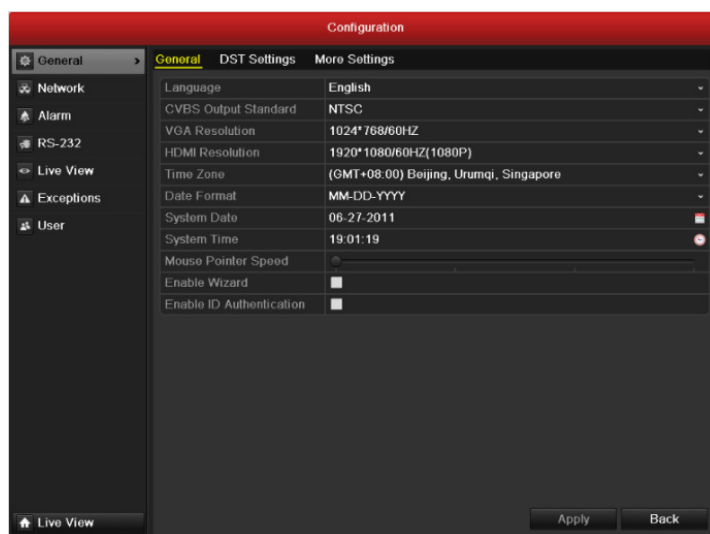 Configuration
General
Network
Alarm
RS-232
Live View
Exceptions
User
Live View
General DST Settings More Settings
Language English
CVBS Output Standard NTSC
VGA Resolution 1024*768/60HZ
HDMI Resolution 1920*1080/60HZ(1080P)
Time Zone (GMT+08:00) Beijing, Urumqi, Singapore
Date Format MM-DD-YYYY
System Date 06-27-2011
System Time 19:01:19
Mouse Pointer Speed
Enable Wizard
Enable ID Authentication
Apply Back